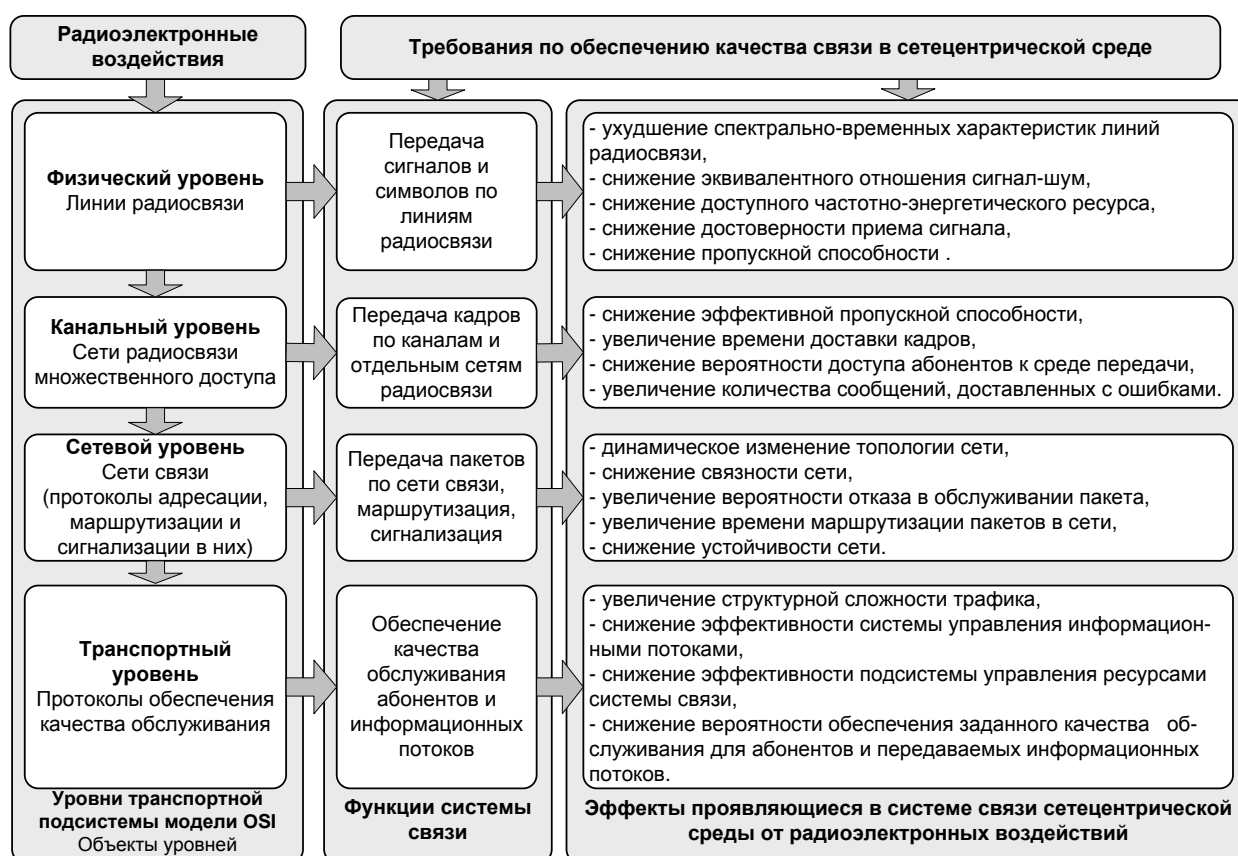 Радиоэлектронные
воздействия
Требования по обеспечению качества связи в сетецентрической среде
Физический уровень
Линии радиосвязи
Передача
сигналов и
символов по
линиям
радиосвязи
- ухудшение спектрально-временных характеристик линий
радиосвязи,
- снижение эквивалентного отношения сигнал-шум,
- снижение доступного частотно-энергетического ресурса,
- снижение достоверности приема сигнала,
- снижение пропускной способности .
Канальный уровень
Сети радиосвязи
множественного доступа
Передача кадров
по каналам и
отдельным сетям
радиосвязи
- снижение эффективной пропускной способности,
- увеличение времени доставки кадров,
- снижение вероятности доступа абонентов к среде передачи,
- увеличение количества сообщений, доставленных с ошибками.
Сетевой уровень
Сети связи
(протоколы адресации,
маршрутизации и
сигнализации в них)
Передача пакетов
по сети связи,
маршрутизация,
сигнализация
- динамическое изменение топологии сети,
- снижение связности сети,
- увеличение вероятности отказа в обслуживании пакета,
- увеличение времени маршрутизации пакетов в сети,
- снижение устойчивости сети.
Транспортный
уровень
Протоколы обеспечения
качества обслуживания
Обеспечение
качества
обслуживания
абонентов и
информационных
потоков
- увеличение структурной сложности трафика,
- снижение эффективности системы управления информацион-
ными потоками,
- снижение эффективности подсистемы управления ресурсами
системы связи,
- снижение вероятности обеспечения заданного качества об-
служивания для абонентов и передаваемых информационных
потоков.
Уровни транспортной
подсистемы модели OSI
Объекты уровней
Функции системы
связи
Эффекты проявляющиеся в системе связи сетецентрической
среды от радиоэлектронных воздействий